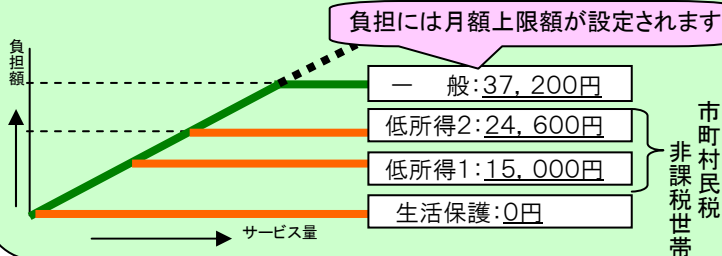 負担には月額上限額が設定されます
負担額
一　般:37,200円
低所得2:24,600円
低所得1:15,000円
生活保護:0円
市町村民税
非課税世帯
サービス量